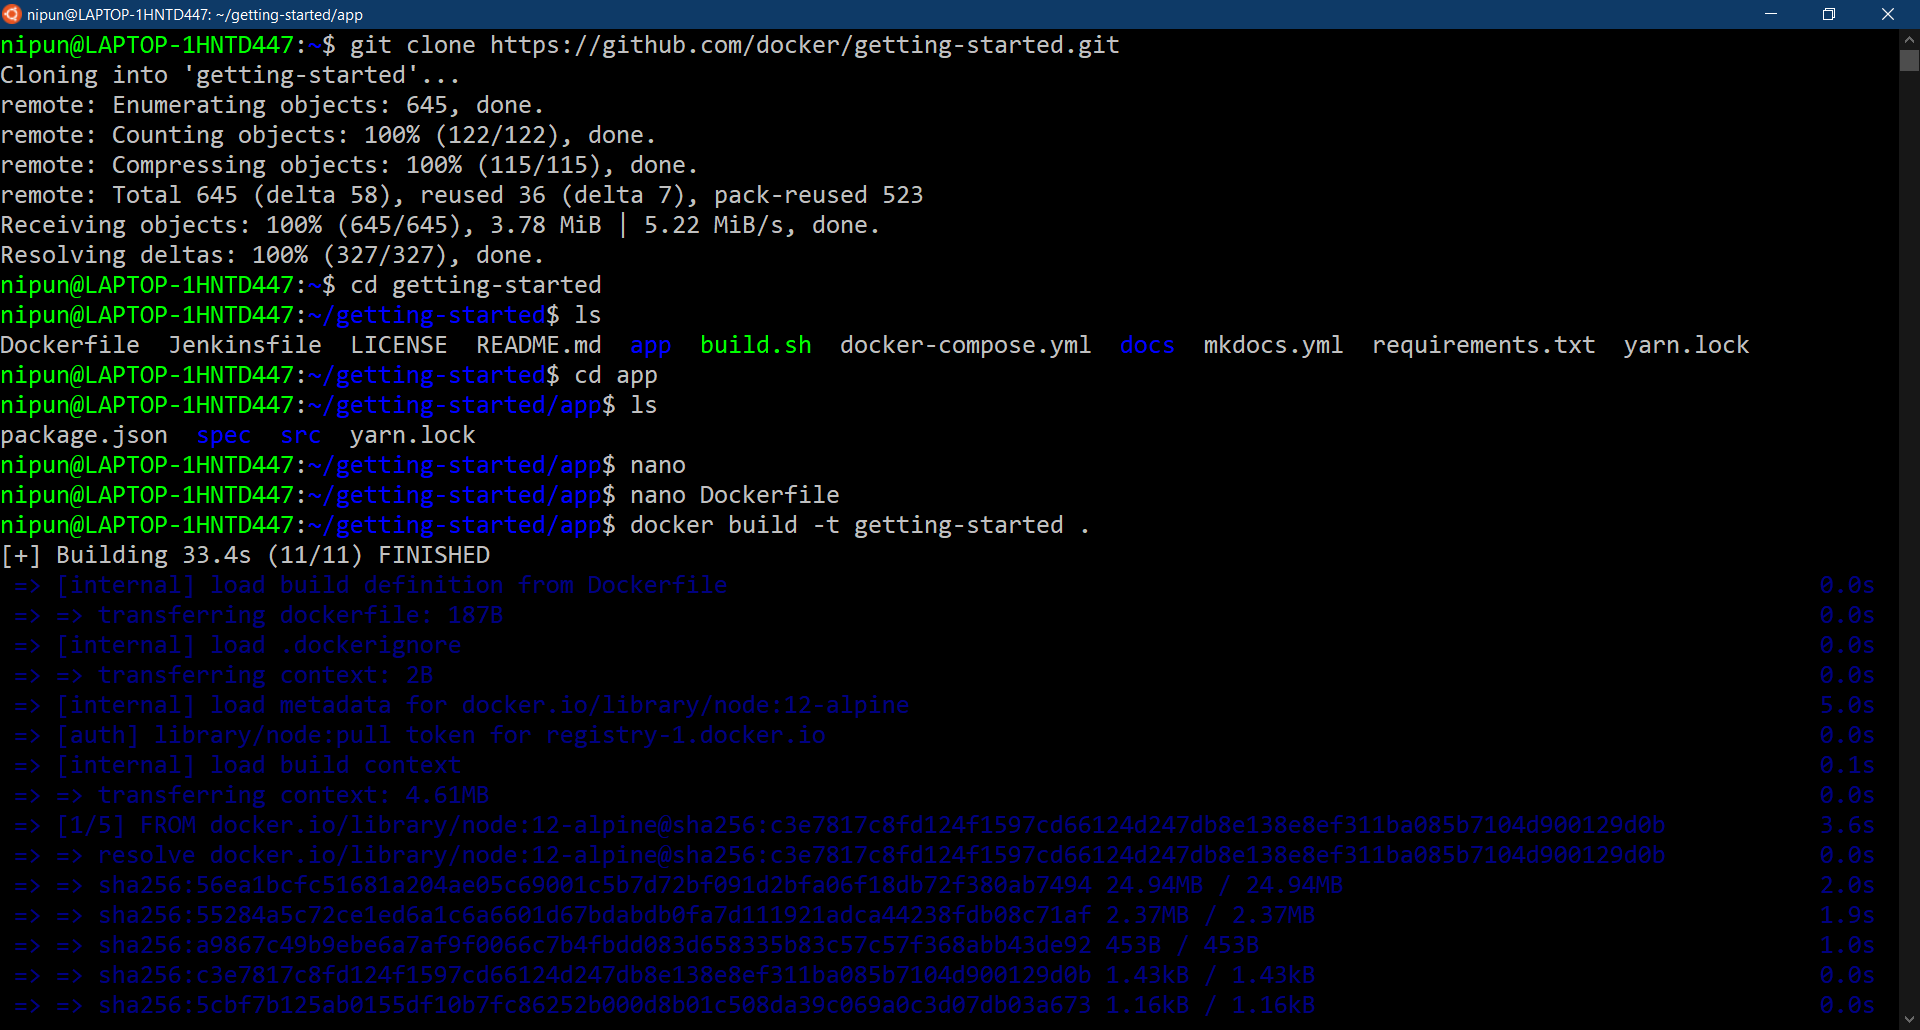 nipun@LAPTOP-1HNTD447: ~/getting-started/app
nipun@LAPTOP-1HNTD447:~$ git clone https://github.com/docker/getting-started.git
Cloning into 'getting-started'...
remote: Enumerating objects: 645, done.
remote: Counting objects: 100% (122/122), done.
remote: Compressing objects: 100% (115/115), done.
remote: Total 645 (delta 58), reused 36 (delta 7), pack-reused 523
Receiving objects: 100% (645/645), 3.78 MiB | 5.22 MiB/s, done.
Resolving deltas: 100% (327/327), done.
nipun@LAPTOP-1HNTD447:~$ cd getting-started
nipun@LAPTOP-1HNTD447:~/getting-started$ ls
Dockerfile  Jenkinsfile  LICENSE  README.md  app  build.sh  docker-compose.yml  docs  mkdocs.yml  requirements.txt  yarn.lock
nipun@LAPTOP-1HNTD447:~/getting-started$ cd app
nipun@LAPTOP-1HNTD447:~/getting-started/app$ ls
package.json  spec  src  yarn.lock
nipun@LAPTOP-1HNTD447:~/getting-started/app$ nano
nipun@LAPTOP-1HNTD447:~/getting-started/app$ nano Dockerfile
nipun@LAPTOP-1HNTD447:~/getting-started/app$ docker build -t getting-started .
[+] Building 33.4s (11/11) FINISHED
=> [internal] load build definition from Dockerfile 0.0s
=> => transferring dockerfile: 187B 0.0s
=> [internal] load .dockerignore 0.0s
=> => transferring context: 2B 0.0s
=> [internal] load metadata for docker.io/library/node:12-alpine 5.0s
=> [auth] library/node:pull token for registry-1.docker.io 0.0s
=> [internal] load build context 0.1s
=> => transferring context: 4.61MB 0.0s
=> [1/5] FROM docker.io/library/node:12-alpine@sha256:c3e7817c8fd124f1597cd66124d247db8e138e8ef311ba085b7104d900129d0b 3.6s
=> => resolve docker.io/library/node:12-alpine@sha256:c3e7817c8fd124f1597cd66124d247db8e138e8ef311ba085b7104d900129d0b 0.0s
=> => sha256:56ea1bcfc51681a204ae05c69001c5b7d72bf091d2bfa06f18db72f380ab7494 24.94MB / 24.94MB 2.0s
=> => sha256:55284a5c72ce1ed6a1c6a6601d67bdabdb0fa7d111921adca44238fdb08c71af 2.37MB / 2.37MB 1.9s
=> => sha256:a9867c49b9ebe6a7af9f0066c7b4fbdd083d658335b83c57c57f368abb43de92 453B / 453B 1.0s
=> => sha256:c3e7817c8fd124f1597cd66124d247db8e138e8ef311ba085b7104d900129d0b 1.43kB / 1.43kB 0.0s
=> => sha256:5cbf7b125ab0155df10b7fc86252b000d8b01c508da39c069a0c3d07db03a673 1.16kB / 1.16kB 0.0s